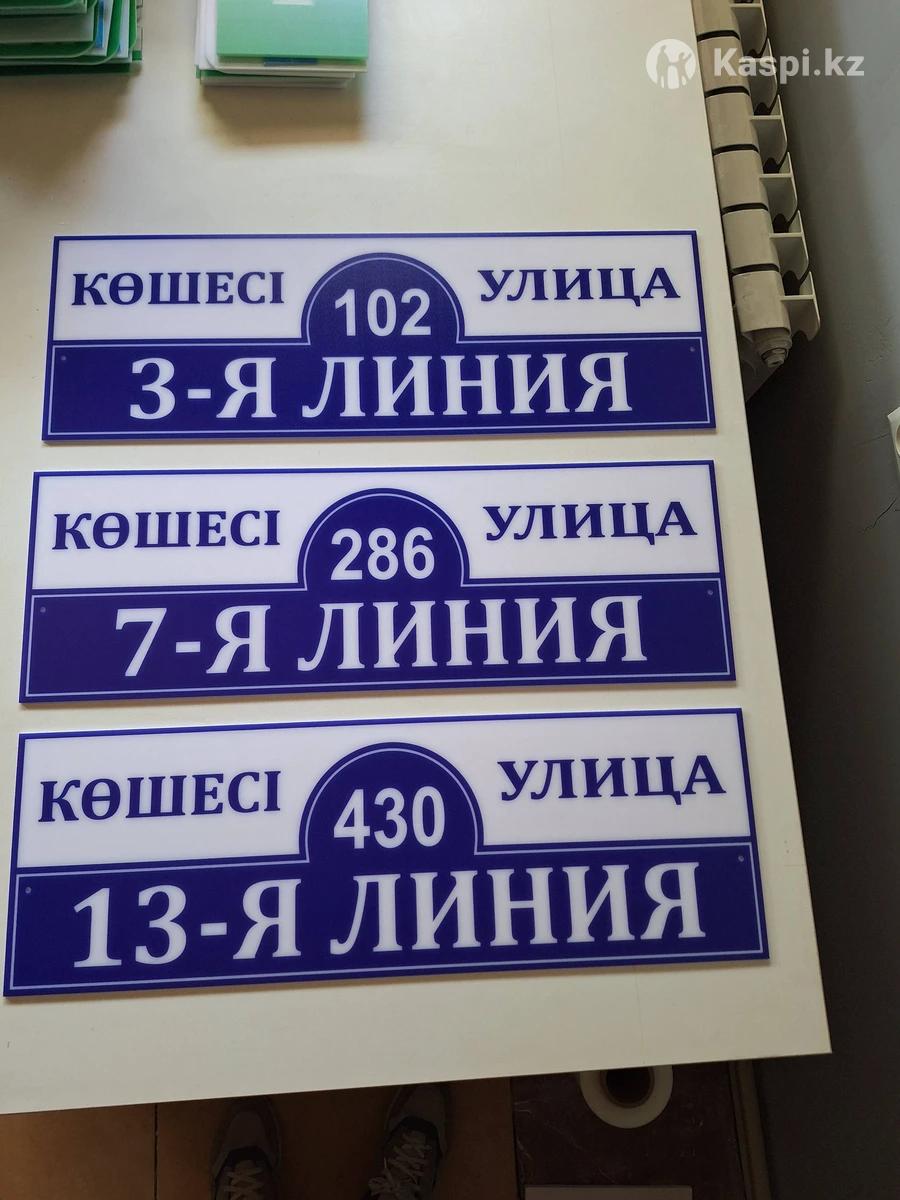 Kaspi.kz
КӨШЕСІ 102 УЛИЦА
3-Я ЛИНИЯ
КӨШЕСІ 286 УЛИЦА
7-Я ЛИНИЯ
КӨШЕСІ 430 УЛИЦА
13-Я ЛИНИЯ